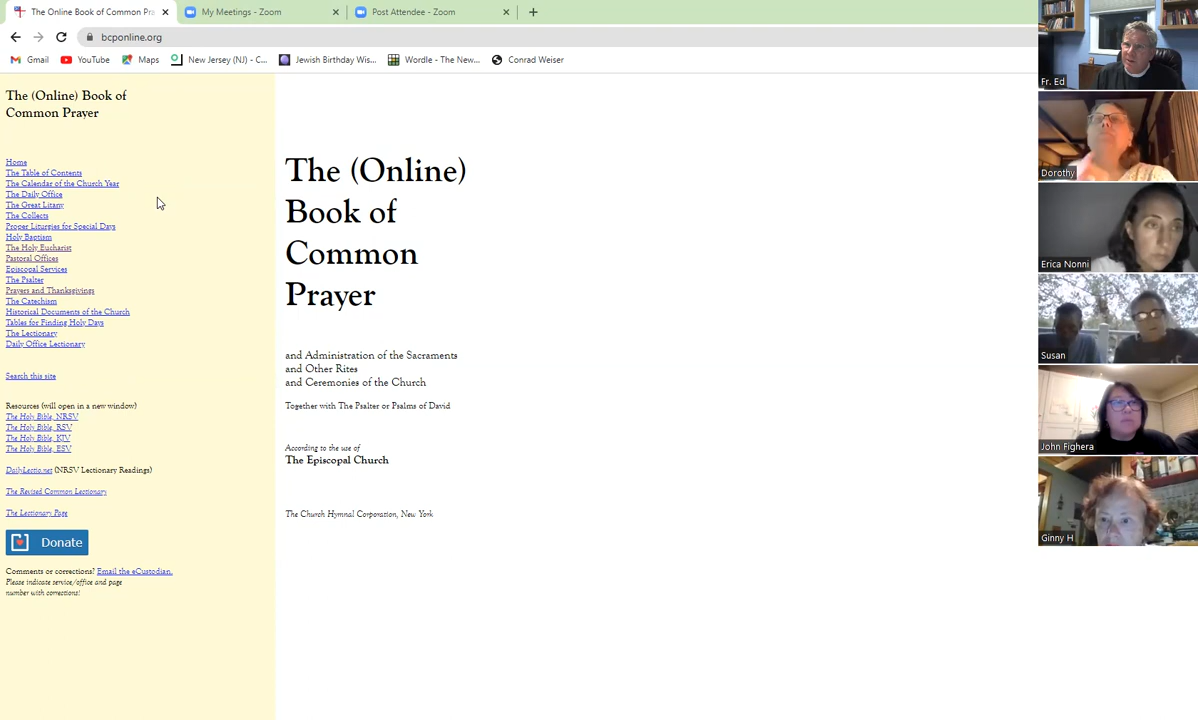 The Online Book of Common Pra
My Meetings - Zoom
Post Attendee - Zoom
bcponline.org
Gmail
YouTube
Maps
New Jersey (NJ) - C...
Jewish Birthday Wis...
Wordle - The New...
Conrad Weiser
The (Online) Book of
Common Prayer
Home
The Table of Contents
The Calendar of the Church Year
The Daily Office
The Great Litany
The Collects
Proper Liturgies for Special Days
Holy Baptism
The Holy Eucharist
Pastoral Offices
Episcopal Services
The Psalter
Prayers and Thanksgivings
The Catechism
Historical Documents of the Church
Tables for Finding Holy Days
The Lectionary
Daily Office Lectionary
Search this site
Resources (will open in a new window)
The Holy Bible, NRSV
The Holy Bible, RSV
The Holy Bible, KJV
The Holy Bible, ESV
DailyLectio.net (NRSV Lectionary Readings)
The Revised Common Lectionary
The Lectionary Page
Donate
Comments or corrections? Email the eCustodian.
Please indicate service/office and page
number with corrections!
The (Online)
Book of
Common
Prayer
and Administration of the Sacraments
and Other Rites
and Ceremonies of the Church
Together with The Psalter or Psalms of David
According to the use of
The Episcopal Church
The Church Hymnal Corporation, New York
Fr. Ed
Dorothy
Erica Nonni
Susan
John Fighera
Ginny H